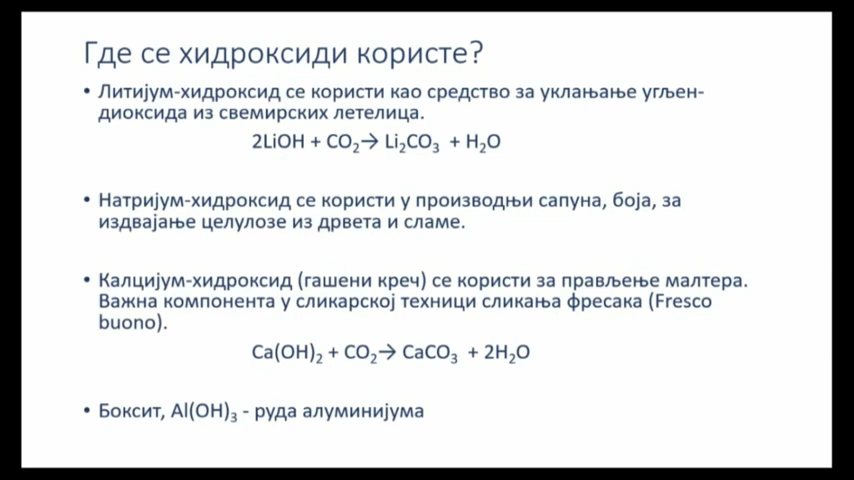 Где се хидроксиди користе?
• Литијум-хидроксид се користи као средство за уклањање угљен-
диоксида из свемирских летелица.
2LiOH + CO₂→ Li₂CO₃ + H₂O
• Натријум-хидроксид се користи у производњи сапуна, боја, за
издвајање целулозе из дрвета и сламе.
• Калцијум-хидроксид (гашени креч) се користи за прављење малтера.
Важна компонента у сликарској техници сликања фресака (Fresco
buono).
Ca(OH)₂ + CO₂→ CaCO₃ + 2H₂O
• Боксит, Al(OH)₃ - руда алуминијума